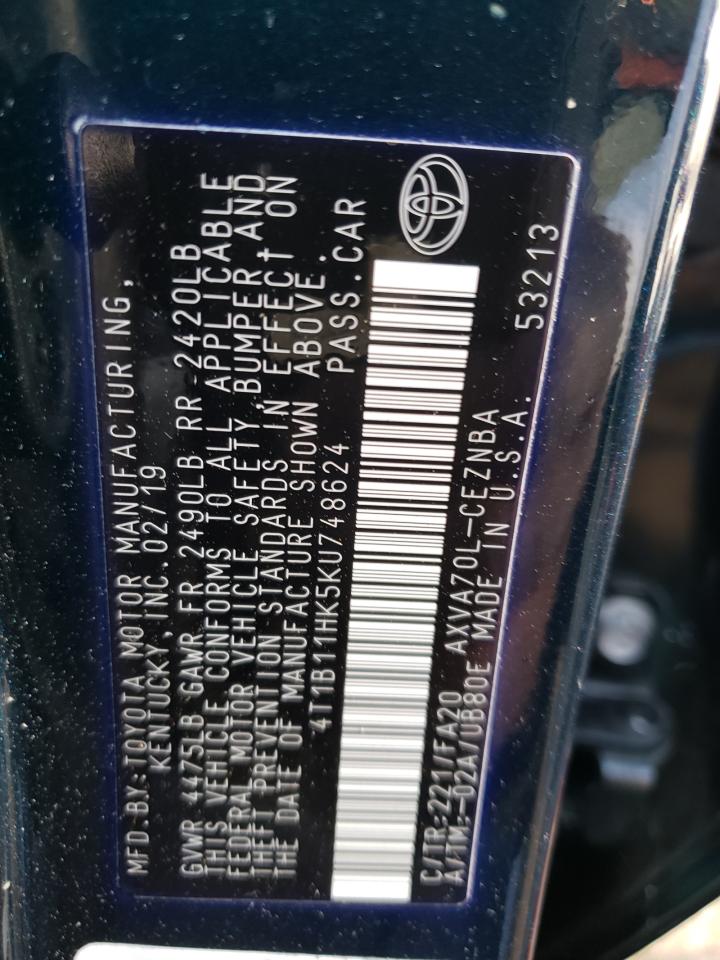 MFD. BY: TOYOTA MOTOR MANUFACTURING,
KENTUCKY, INC. 02/19
GVWR 4475LB GAWR FR 2490LB RR 2420LB
THIS VEHICLE CONFORMS TO ALL APPLICABLE
FEDERAL MOTOR VEHICLE SAFETY, BUMPER AND
THEFT PREVENTION STANDARDS IN EFFECT ON
THE DATE OF MANUFACTURE SHOWN ABOVE.
4T1B11HK5KU748624 PASS.CAR
C/TR:221/FA20 AXVA70L-CEZNBA
A/TM:-02A/UB80E MADE IN U.S.A. 53213